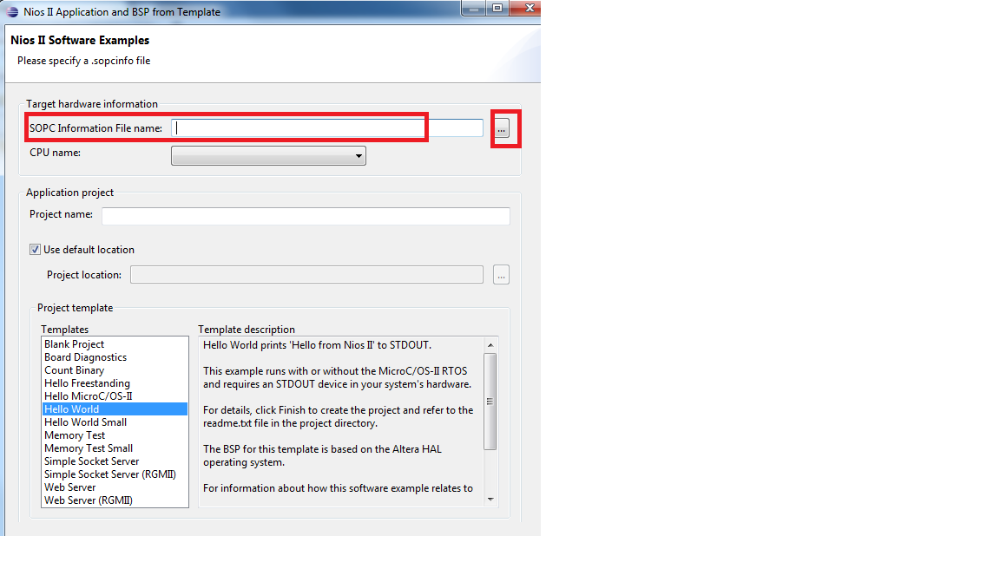 Nios II Application and BSP from Template
Nios II Software Examples
Please specify a .sopcinfo file
Target hardware information
SOPC Information File name:
...
CPU name:
Application project
Project name:
Use default location
Project location:
...
Project template
Templates
Blank Project
Board Diagnostics
Count Binary
Hello Freestanding
Hello MicroC/OS-II
Hello World
Hello World Small
Memory Test
Memory Test Small
Simple Socket Server
Simple Socket Server (RGMII)
Web Server
Web Server (RGMII)
Template description
Hello World prints 'Hello from Nios II' to STDOUT.
This example runs with or without the MicroC/OS-II RTOS
and requires an STDOUT device in your system's hardware.
For details, click Finish to create the project and refer to the
readme.txt file in the project directory.
The BSP for this template is based on the Altera HAL
operating system.
For information about how this software example relates to